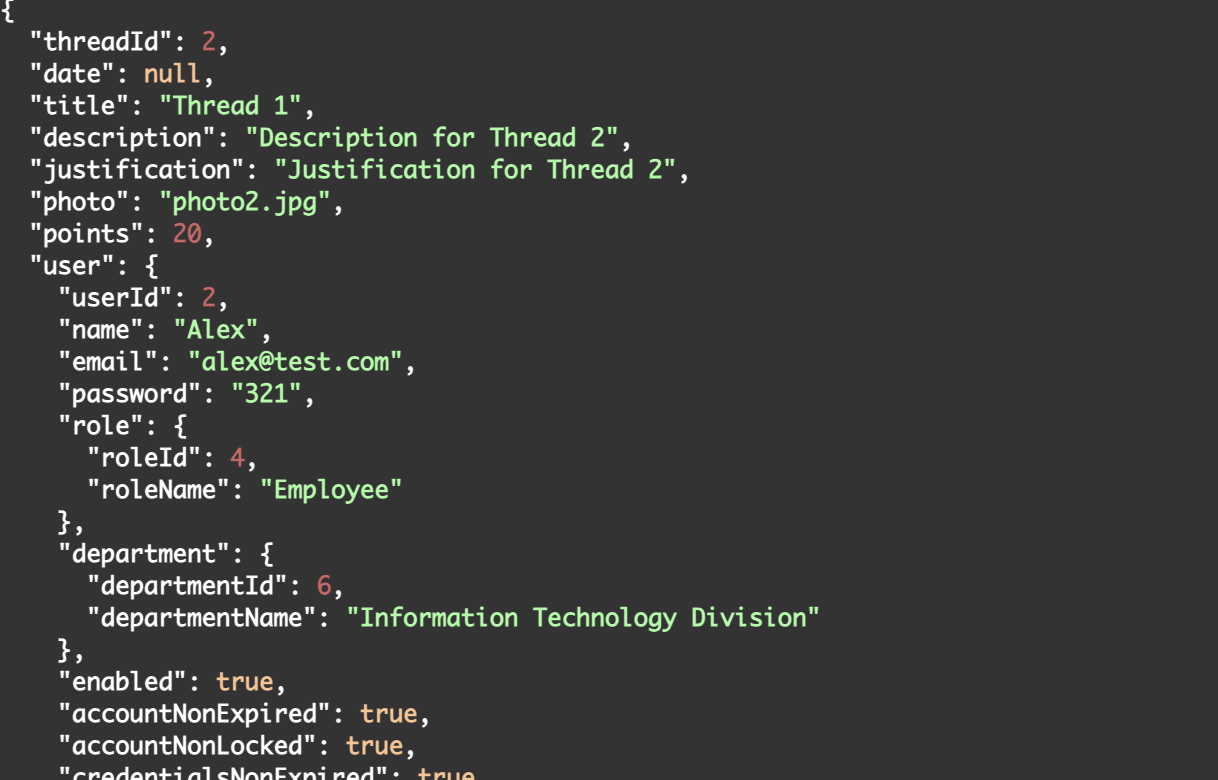 {
  "threadId": 2,
  "date": null,
  "title": "Thread 1",
  "description": "Description for Thread 2",
  "justification": "Justification for Thread 2",
  "photo": "photo2.jpg",
  "points": 20,
  "user": {
    "userId": 2,
    "name": "Alex",
    "email": "alex@test.com",
    "password": "321",
    "role": {
      "roleId": 4,
      "roleName": "Employee"
    },
    "department": {
      "departmentId": 6,
      "departmentName": "Information Technology Division"
    },
    "enabled": true,
    "accountNonExpired": true,
    "accountNonLocked": true,
    "credentialsNonExpired": true